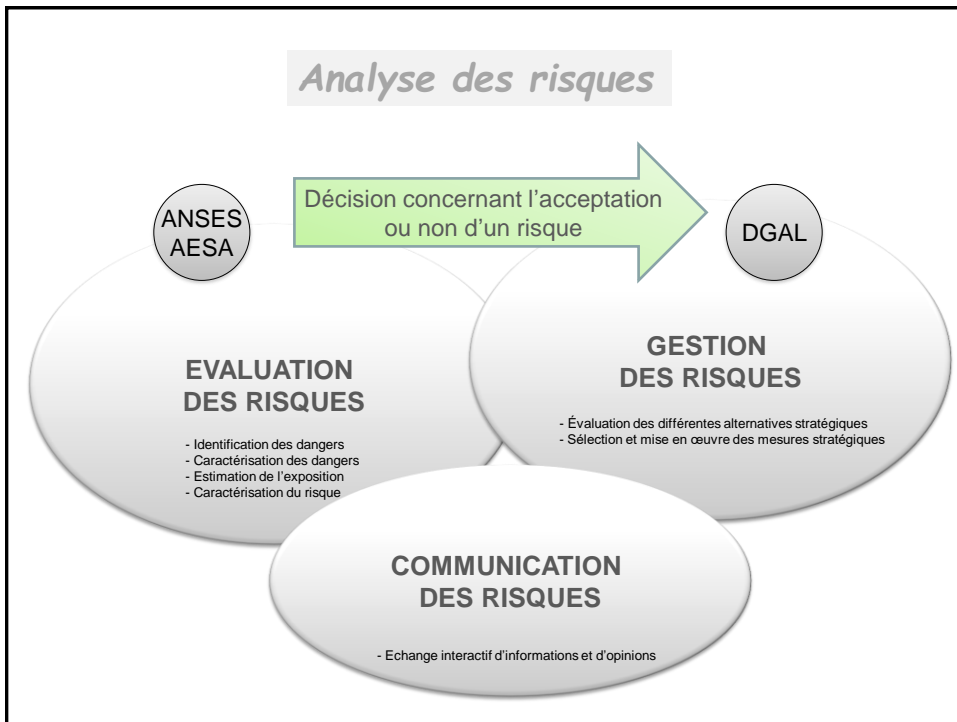 Analyse des risques
ANSES
AESA
Décision concernant l’acceptation
ou non d’un risque
DGAL
EVALUATION
DES RISQUES
- Identification des dangers
- Caractérisation des dangers
- Estimation de l’exposition
- Caractérisation du risque
GESTION
DES RISQUES
- Évaluation des différentes alternatives stratégiques
- Sélection et mise en œuvre des mesures stratégiques
COMMUNICATION
DES RISQUES
- Echange interactif d’informations et d’opinions